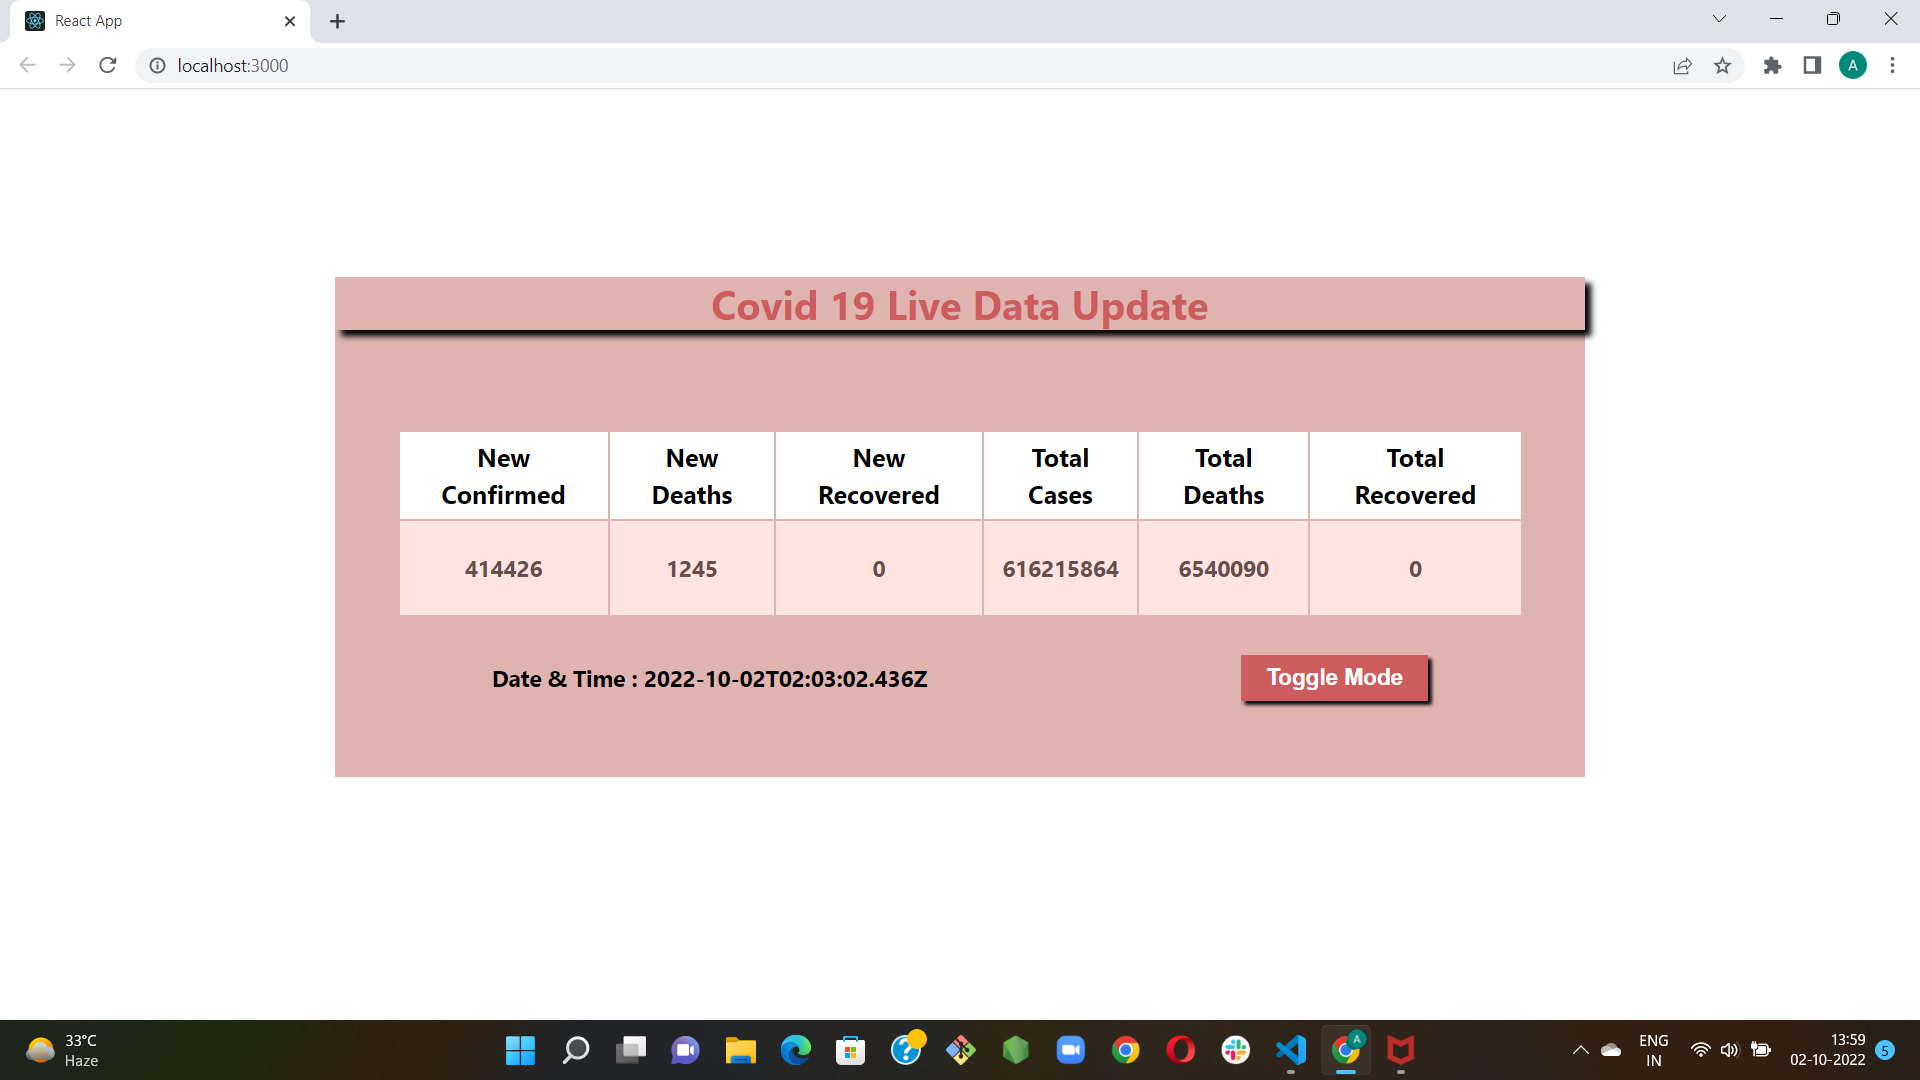 React App
localhost:3000
A
Covid 19 Live Data Update
New Confirmed
New Deaths
New Recovered
Total Cases
Total Deaths
Total Recovered
414426
1245
0
616215864
6540090
0
Date & Time : 2022-10-02T02:03:02.436Z
Toggle Mode
33°C
Haze
A
ENG
IN
13:59
02-10-2022
5